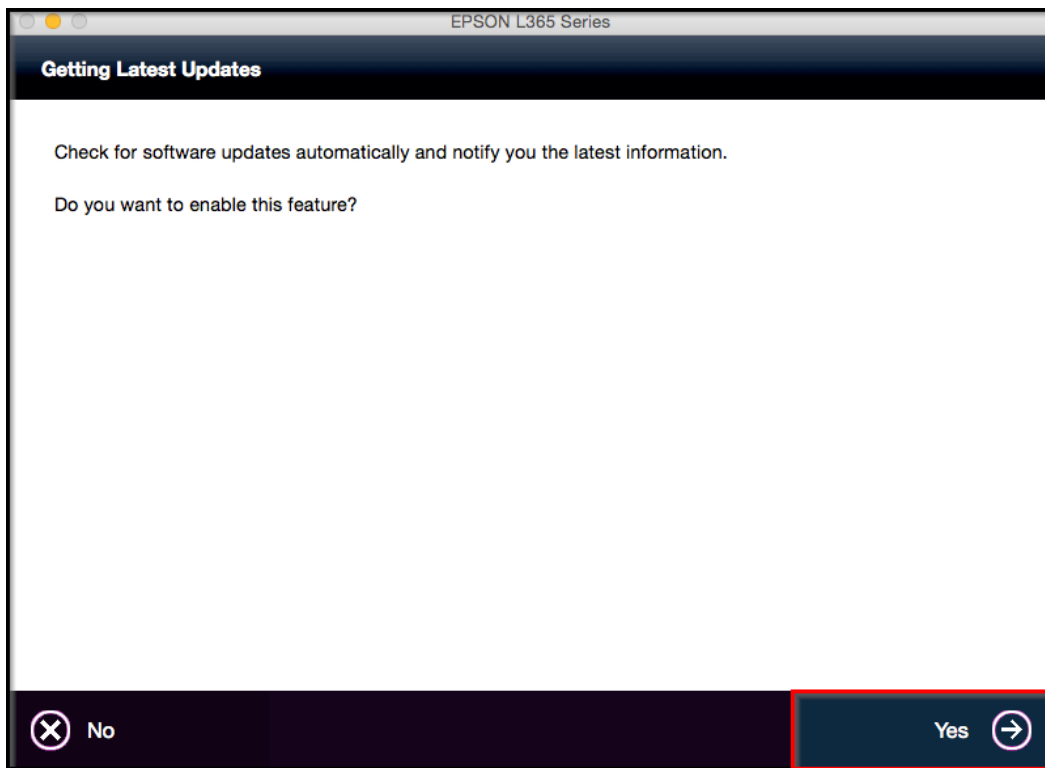 EPSON L365 Series
Getting Latest Updates
Check for software updates automatically and notify you the latest information.
Do you want to enable this feature?
No
Yes